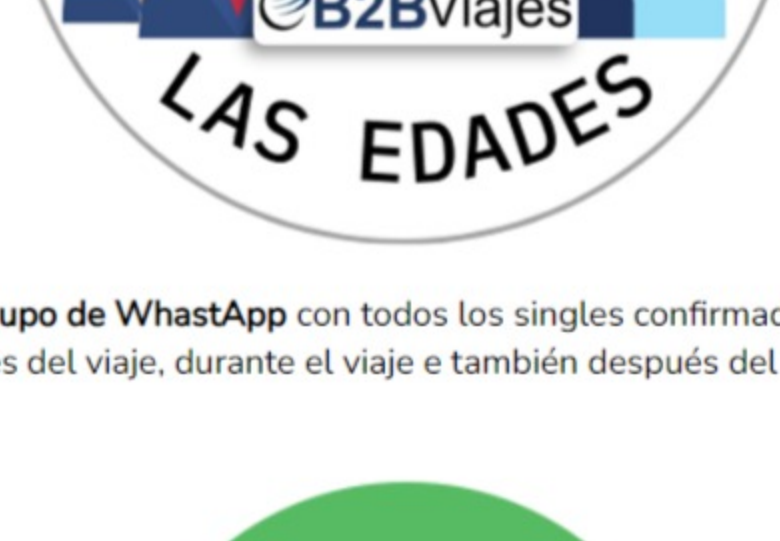 B2Bviajes
LAS EDADES
upo de WhastApp con todos los singles confirmad
s del viaje, durante el viaje e también después del